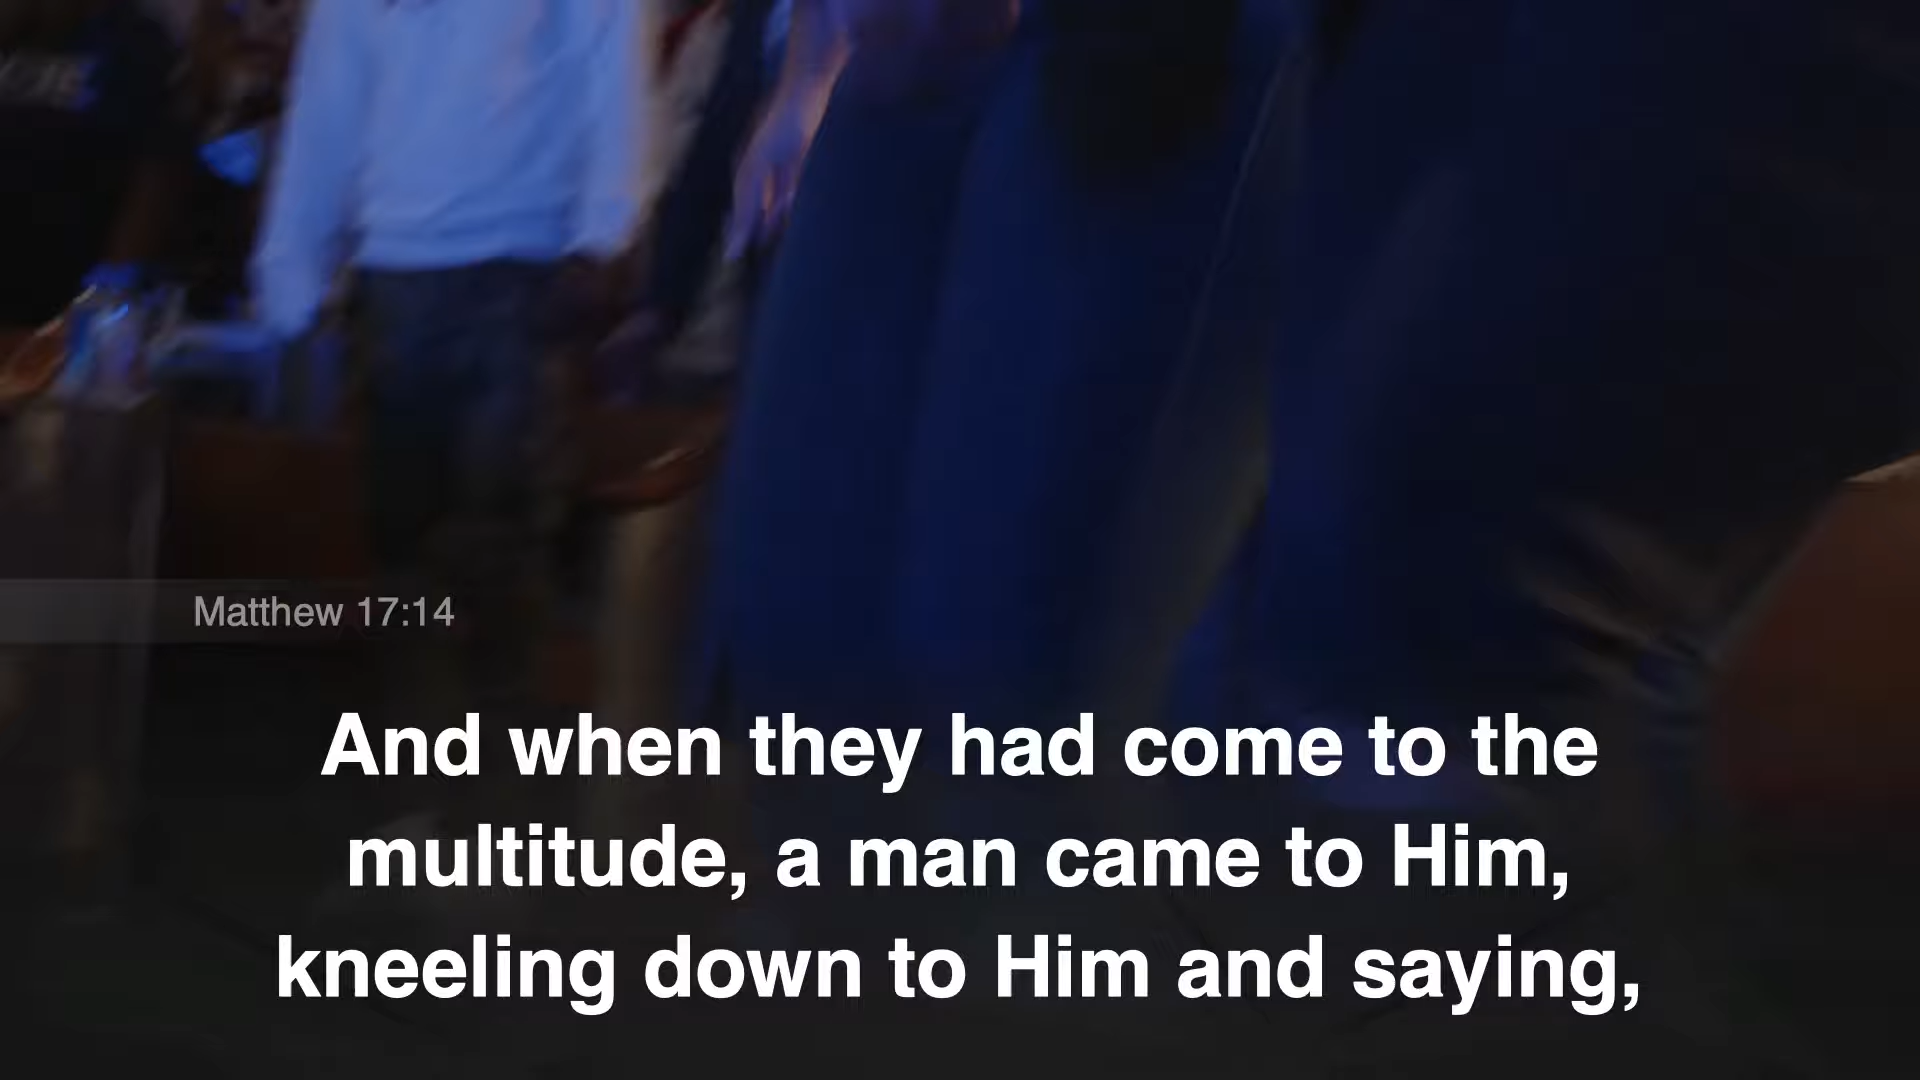 Matthew 17:14
And when they had come to the
multitude, a man came to Him,
kneeling down to Him and saying,